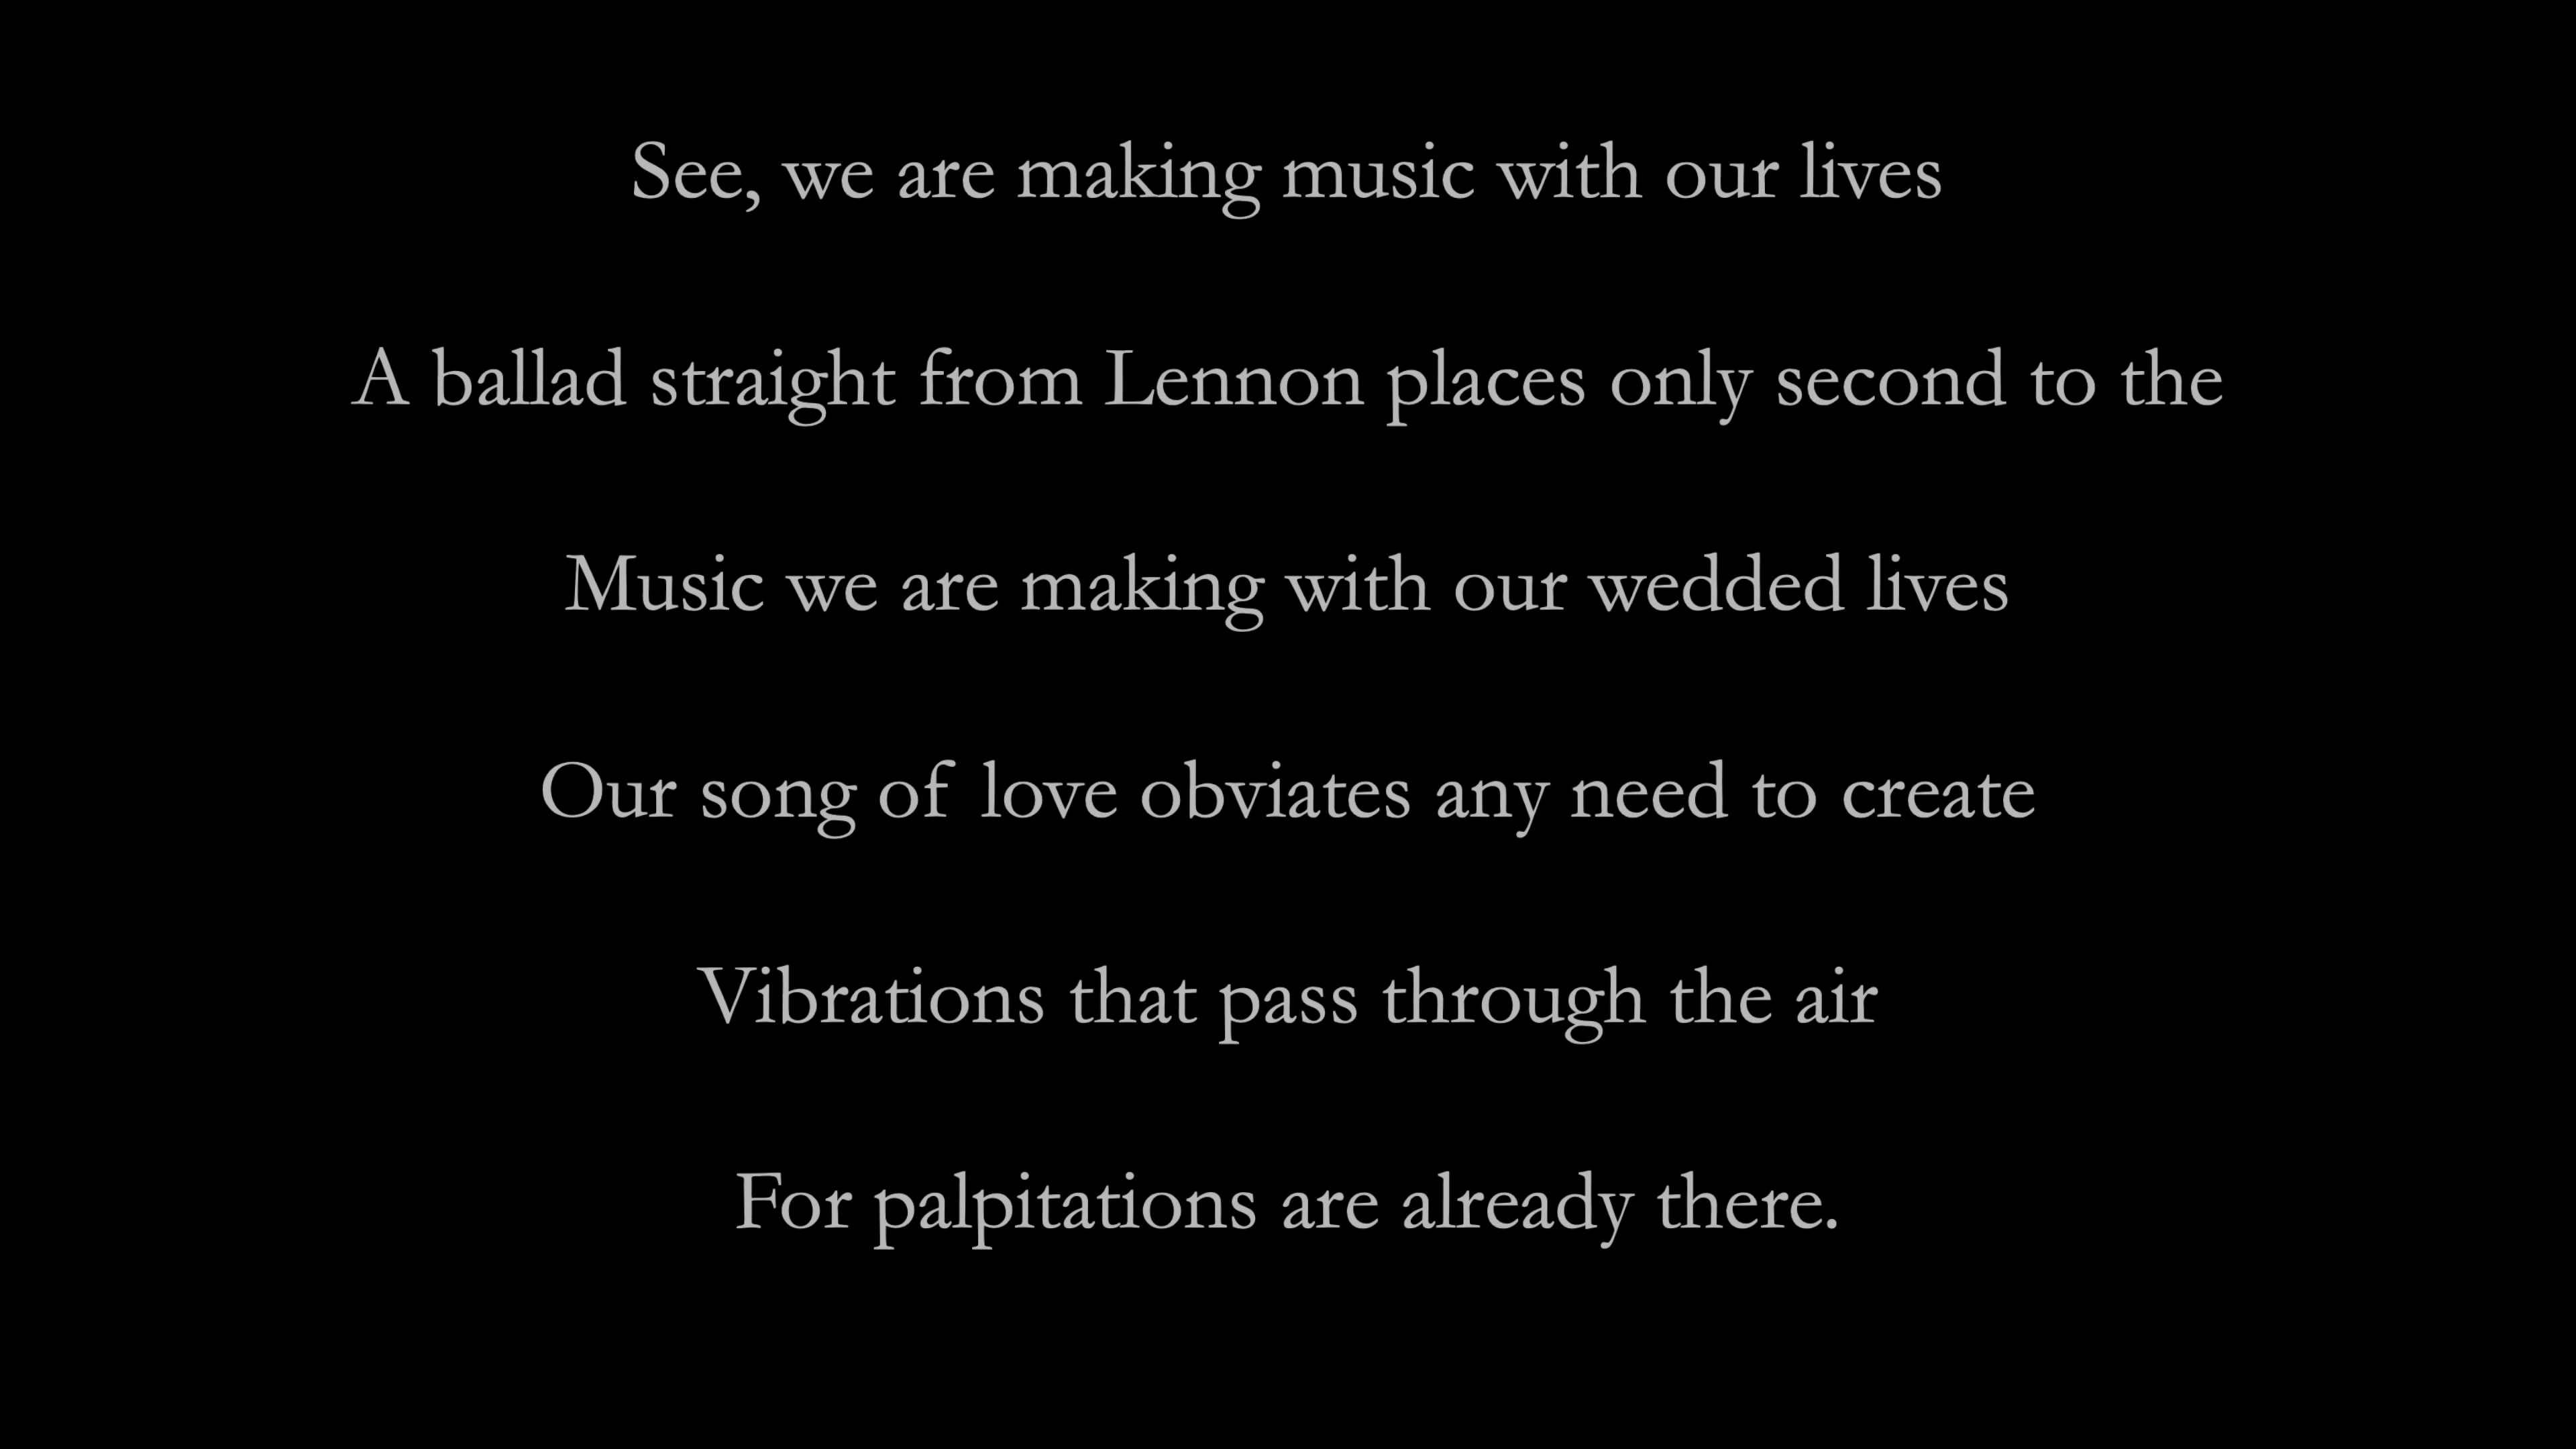 See, we are making music with our lives
A ballad straight from Lennon places only second to the
Music we are making with our wedded lives
Our song of love obviates any need to create
Vibrations that pass through the air
For palpitations are already there.